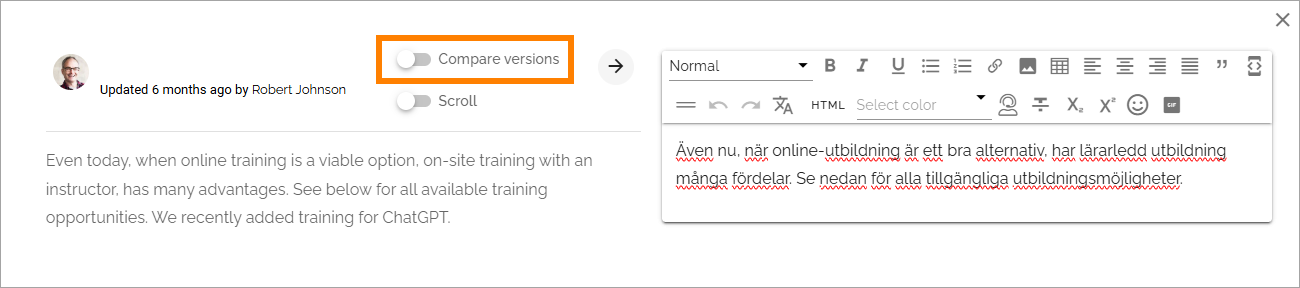 Updated 6 months ago by Robert Johnson
Compare versions
Scroll
Even today, when online training is a viable option, on-site training with an
instructor, has many advantages. See below for all available training
opportunities. We recently added training for ChatGPT.
Normal
B I U
HTML Select color T X₂ X² GIF
Även nu, när online-utbildning är ett bra alternativ, har lärarledd utbildning
många fördelar. Se nedan för alla tillgängliga utbildningsmöjligheter.